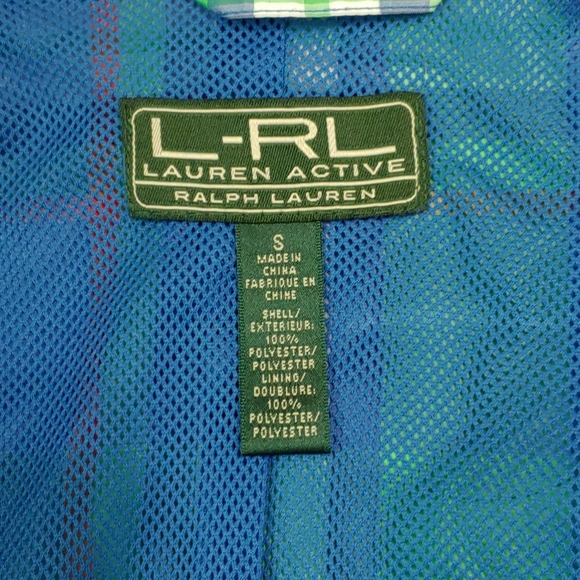 L-RL
LAUREN ACTIVE
RALPH LAUREN
S
MADE IN
CHINA
FABRIQUE EN
CHINE
SHELL/
EXTERIEUR:
100%
POLYESTER/
POLYESTER
LINING/
DOUBLURE:
100%
POLYESTER/
POLYESTER